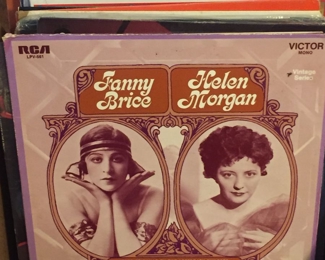 RCA VICTOR
LPV-561 MONO
Fanny Helen
Brice Morgan
Vintage
Series